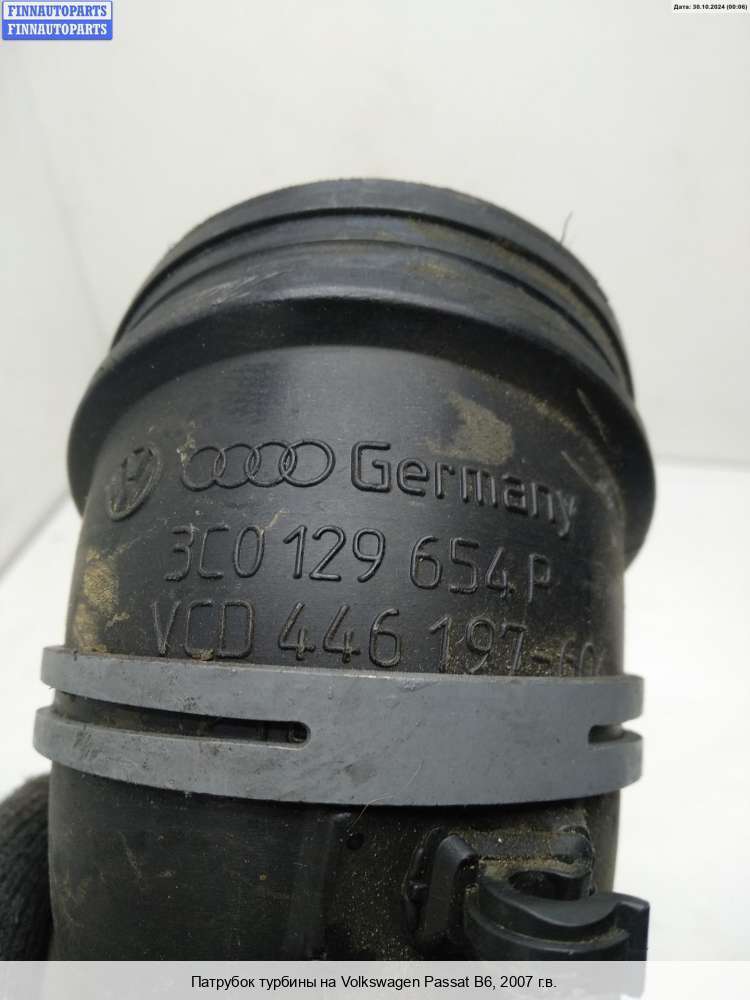 FINNAUTOPARTS
FINNAUTOPARTS
Дата: 30.10.2024 (00:06)
Germany
3C0 129 654 P
VCD 446 197-60
Патрубок турбины на Volkswagen Passat B6, 2007 г.в.